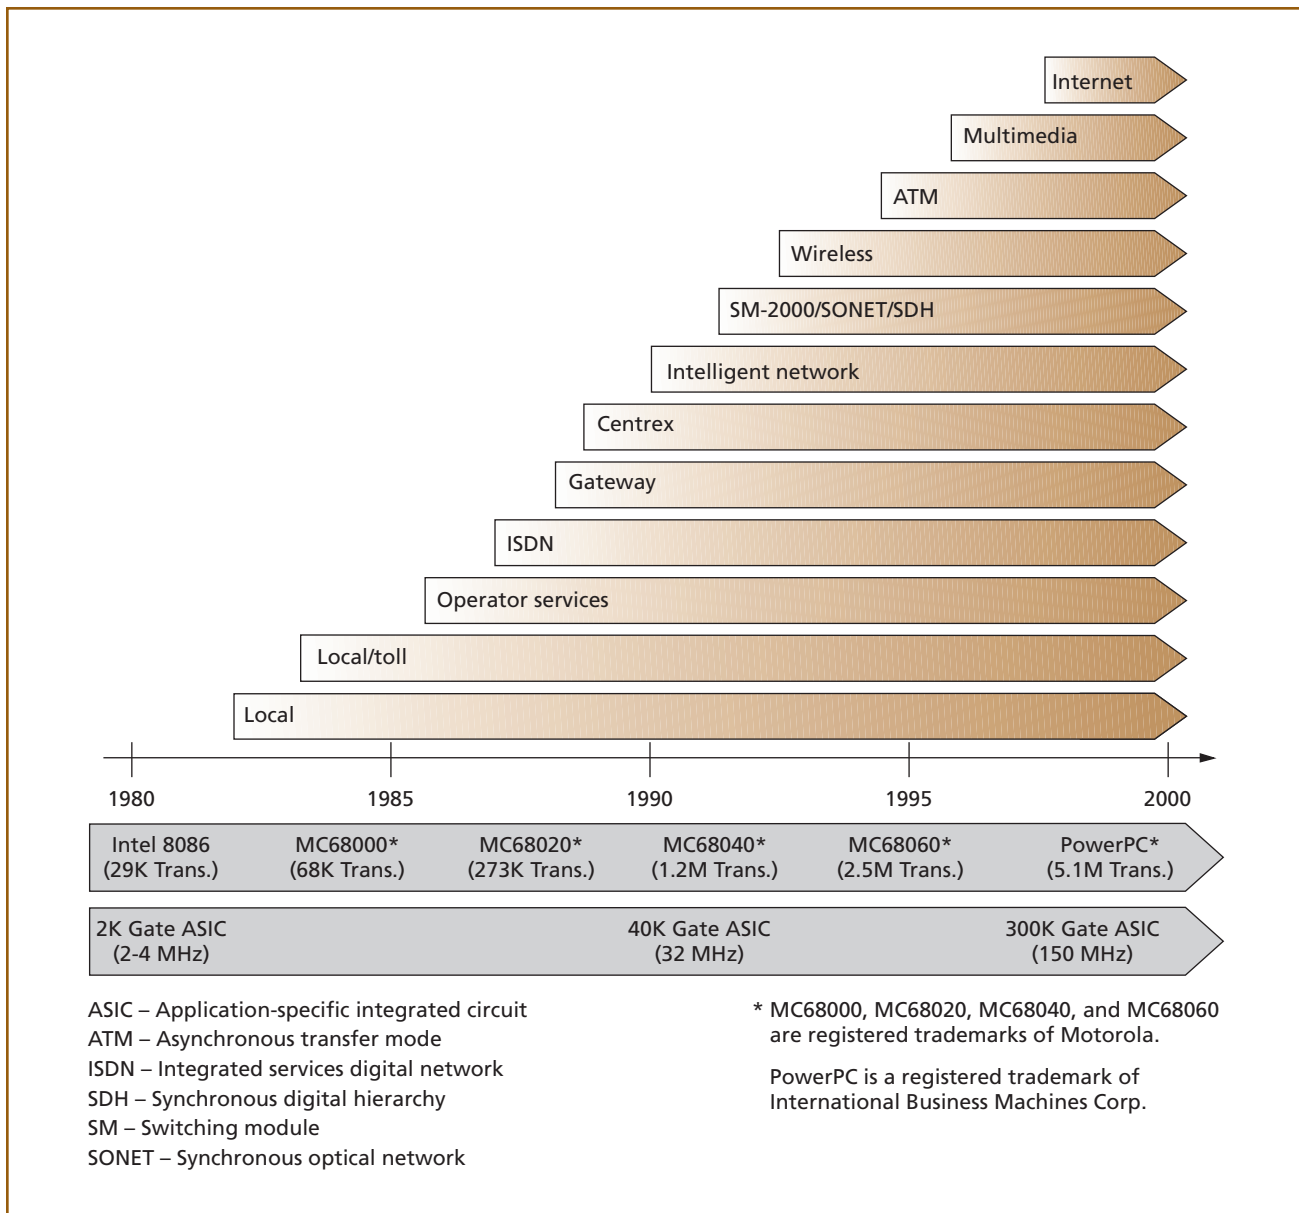 Internet
Multimedia
ATM
Wireless
SM-2000/SONET/SDH
Intelligent network
Centrex
Gateway
ISDN
Operator services
Local/toll
Local
1980 1985 1990 1995 2000
Intel 8086 MC68000* MC68020* MC68040* MC68060* PowerPC*
(29K Trans.) (68K Trans.) (273K Trans.) (1.2M Trans.) (2.5M Trans.) (5.1M Trans.)
2K Gate ASIC 40K Gate ASIC 300K Gate ASIC
(2-4 MHz) (32 MHz) (150 MHz)
ASIC – Application-specific integrated circuit
ATM – Asynchronous transfer mode
ISDN – Integrated services digital network
SDH – Synchronous digital hierarchy
SM – Switching module
SONET – Synchronous optical network
* MC68000, MC68020, MC68040, and MC68060
are registered trademarks of Motorola.
PowerPC is a registered trademark of
International Business Machines Corp.